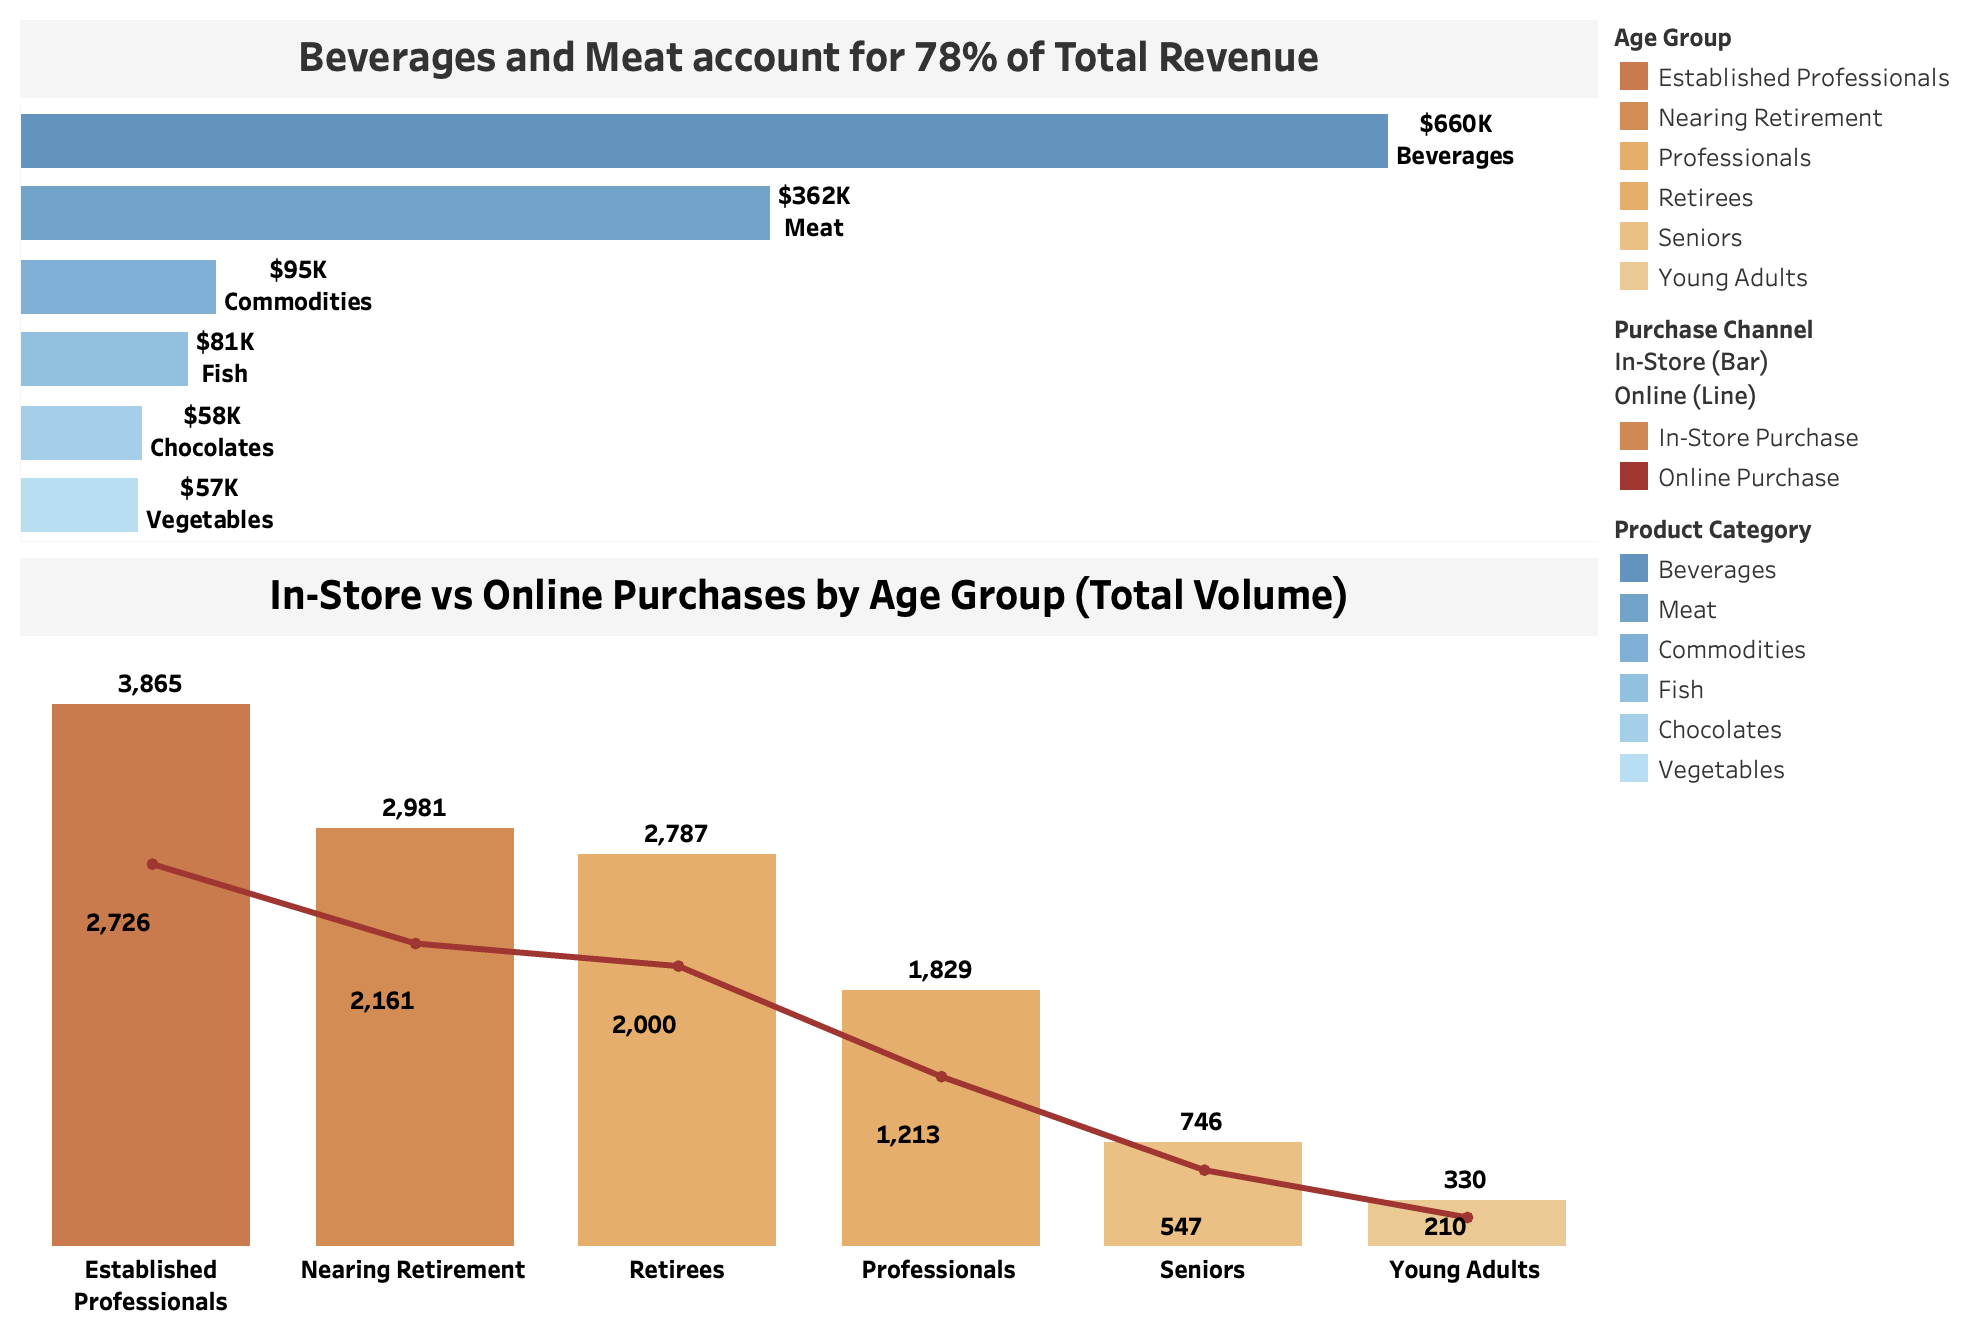 Beverages and Meat account for 78% of Total Revenue
$660K
Beverages
$362K
Meat
$95K
Commodities
$81K
Fish
$58K
Chocolates
$57K
Vegetables
In-Store vs Online Purchases by Age Group (Total Volume)
3,865
2,981
2,787
1,829
746
330
2,726
2,161
2,000
1,213
547
210
Established
Professionals
Nearing Retirement
Retirees
Professionals
Seniors
Young Adults
Age Group
Established Professionals
Nearing Retirement
Professionals
Retirees
Seniors
Young Adults
Purchase Channel
In-Store (Bar)
Online (Line)
In-Store Purchase
Online Purchase
Product Category
Beverages
Meat
Commodities
Fish
Chocolates
Vegetables